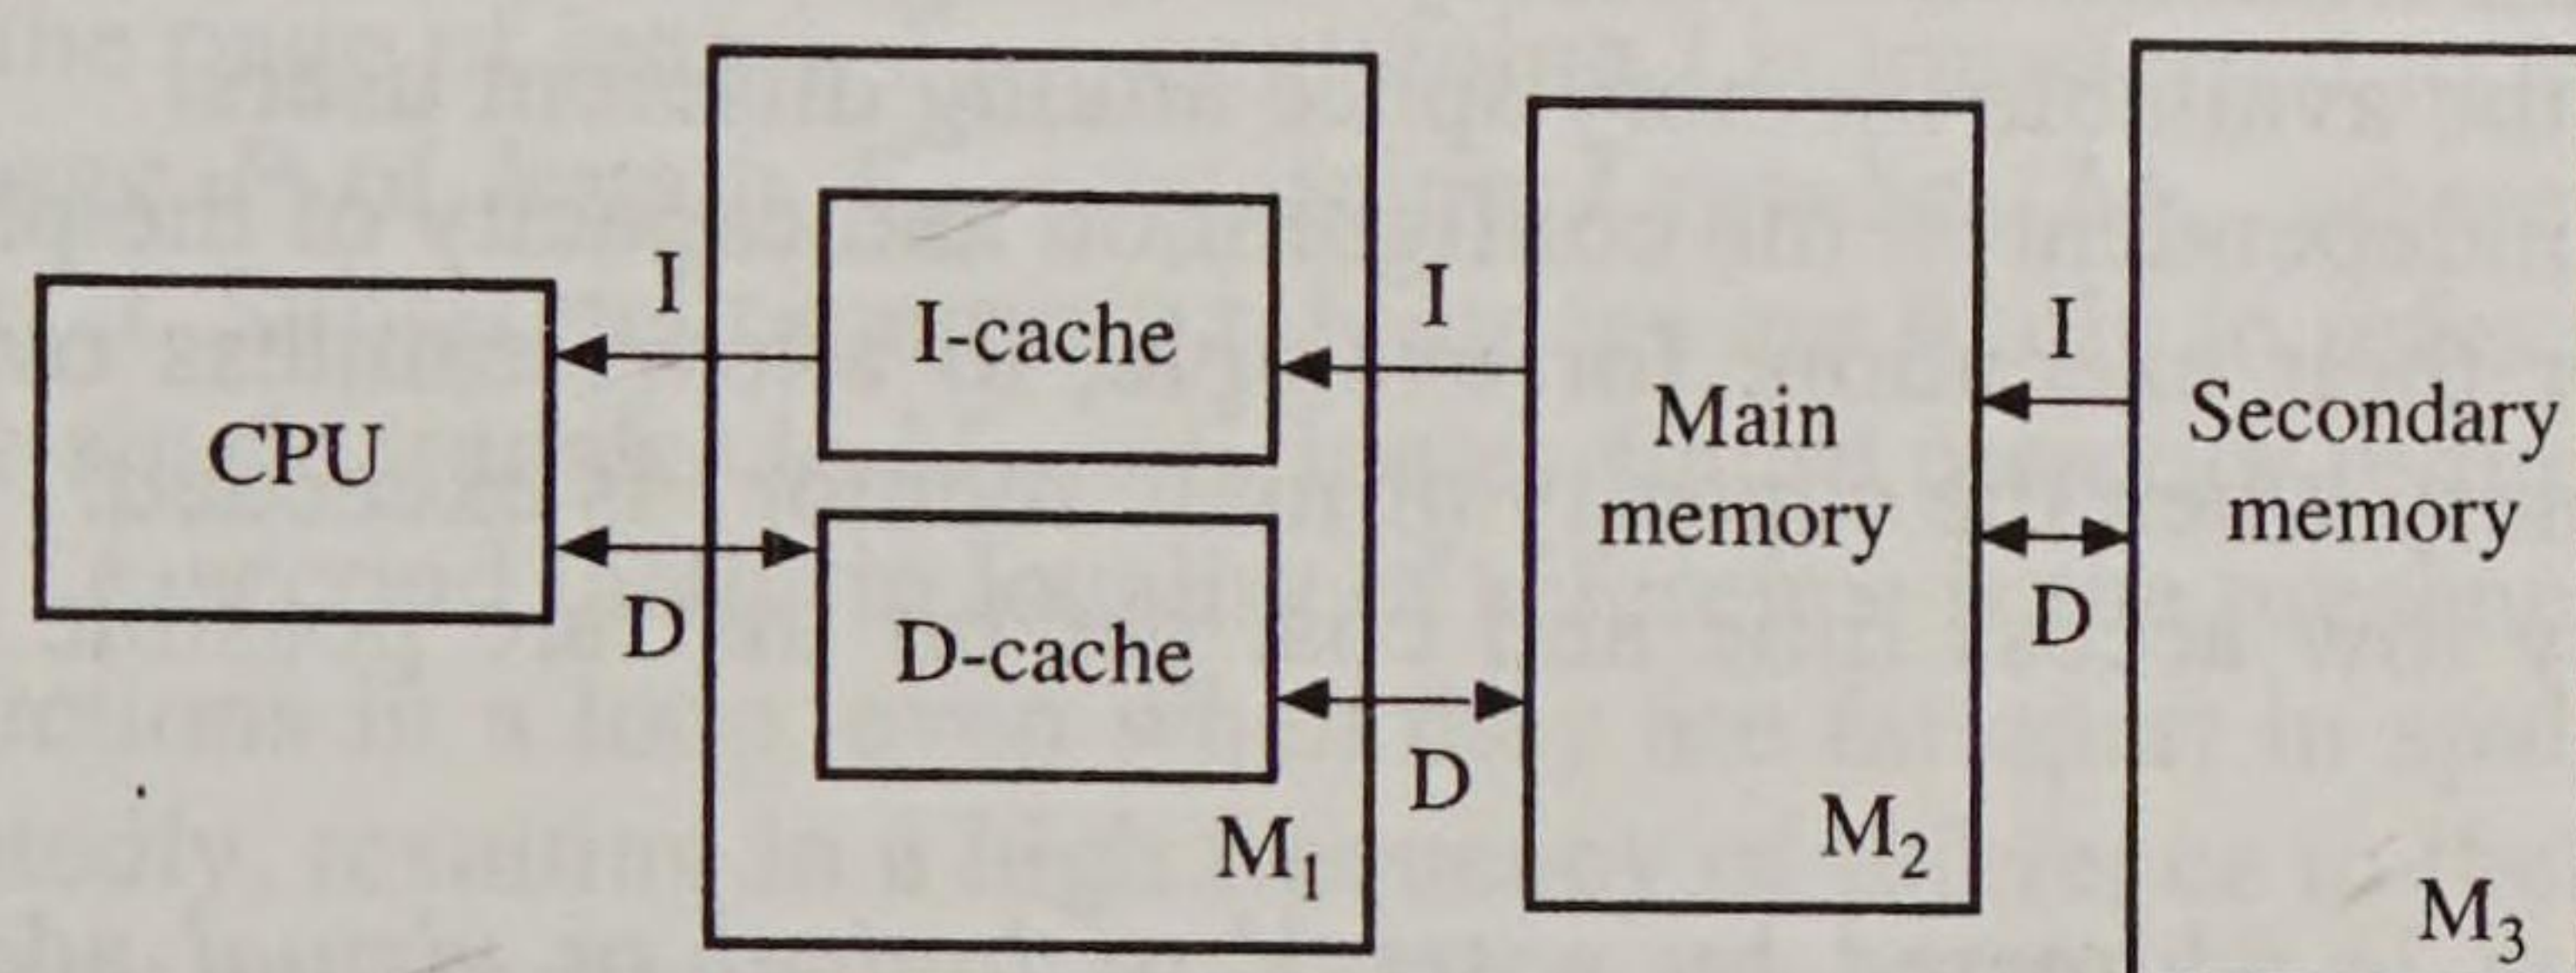 CPU
I
D
I-cache
D-cache
M₁
I
D
Main
memory
M₂
I
D
Secondary
memory
M₃